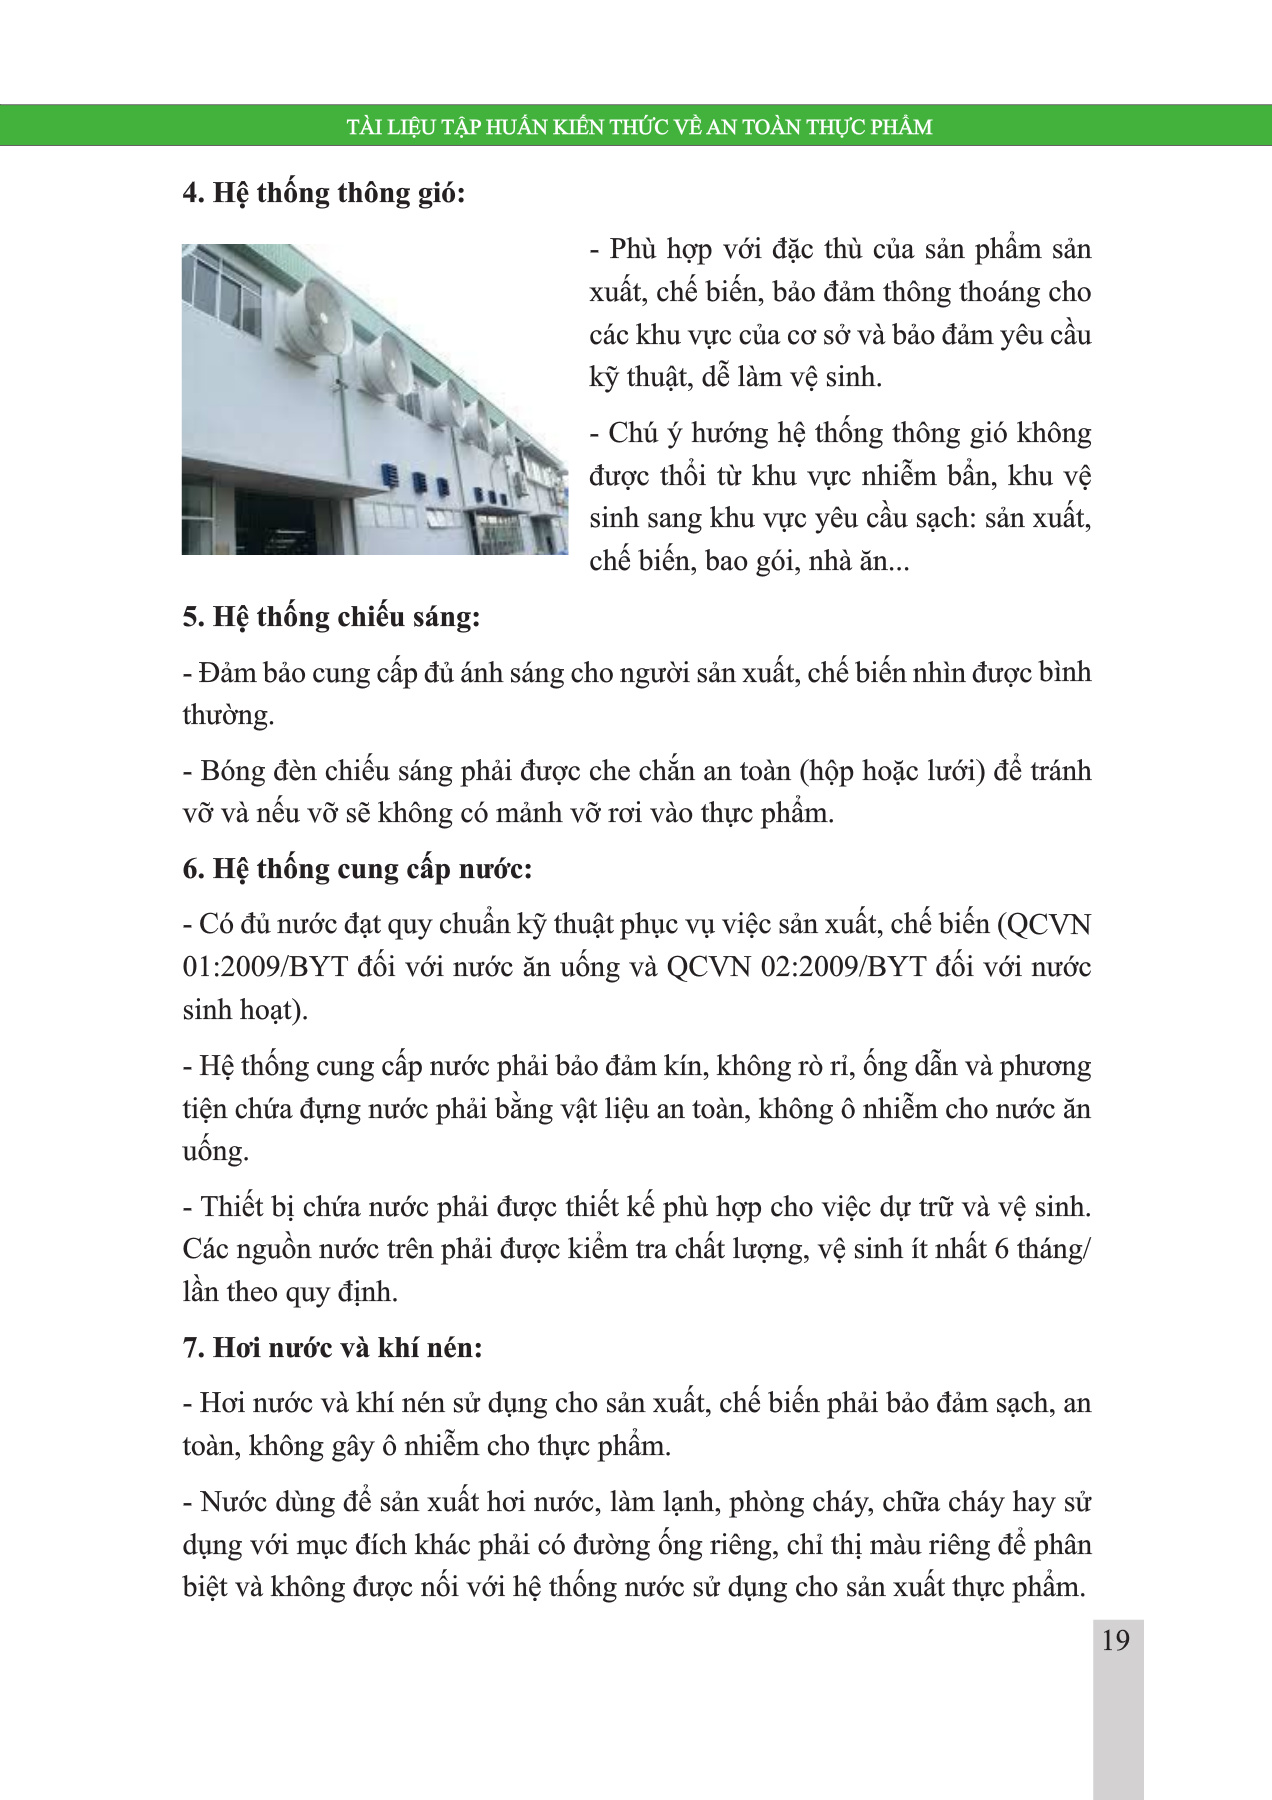 TÀI LIỆU TẬP HUẤN KIẾN THỨC VỀ AN TOÀN THỰC PHẨM
4. Hệ thống thông gió:
- Phù hợp với đặc thù của sản phẩm sản
xuất, chế biến, bảo đảm thông thoáng cho
các khu vực của cơ sở và bảo đảm yêu cầu
kỹ thuật, dễ làm vệ sinh.
- Chú ý hướng hệ thống thông gió không
được thổi từ khu vực nhiễm bẩn, khu vệ
sinh sang khu vực yêu cầu sạch: sản xuất,
chế biến, bao gói, nhà ăn...
5. Hệ thống chiếu sáng:
- Đảm bảo cung cấp đủ ánh sáng cho người sản xuất, chế biến nhìn được bình
thường.
- Bóng đèn chiếu sáng phải được che chắn an toàn (hộp hoặc lưới) để tránh
vỡ và nếu vỡ sẽ không có mảnh vỡ rơi vào thực phẩm.
6. Hệ thống cung cấp nước:
- Có đủ nước đạt quy chuẩn kỹ thuật phục vụ việc sản xuất, chế biến (QCVN
01:2009/BYT đối với nước ăn uống và QCVN 02:2009/BYT đối với nước
sinh hoạt).
- Hệ thống cung cấp nước phải bảo đảm kín, không rò rỉ, ống dẫn và phương
tiện chứa đựng nước phải bằng vật liệu an toàn, không ô nhiễm cho nước ăn
uống.
- Thiết bị chứa nước phải được thiết kế phù hợp cho việc dự trữ và vệ sinh.
Các nguồn nước trên phải được kiểm tra chất lượng, vệ sinh ít nhất 6 tháng/
lần theo quy định.
7. Hơi nước và khí nén:
- Hơi nước và khí nén sử dụng cho sản xuất, chế biến phải bảo đảm sạch, an
toàn, không gây ô nhiễm cho thực phẩm.
- Nước dùng để sản xuất hơi nước, làm lạnh, phòng cháy, chữa cháy hay sử
dụng với mục đích khác phải có đường ống riêng, chỉ thị màu riêng để phân
biệt và không được nối với hệ thống nước sử dụng cho sản xuất thực phẩm.
19